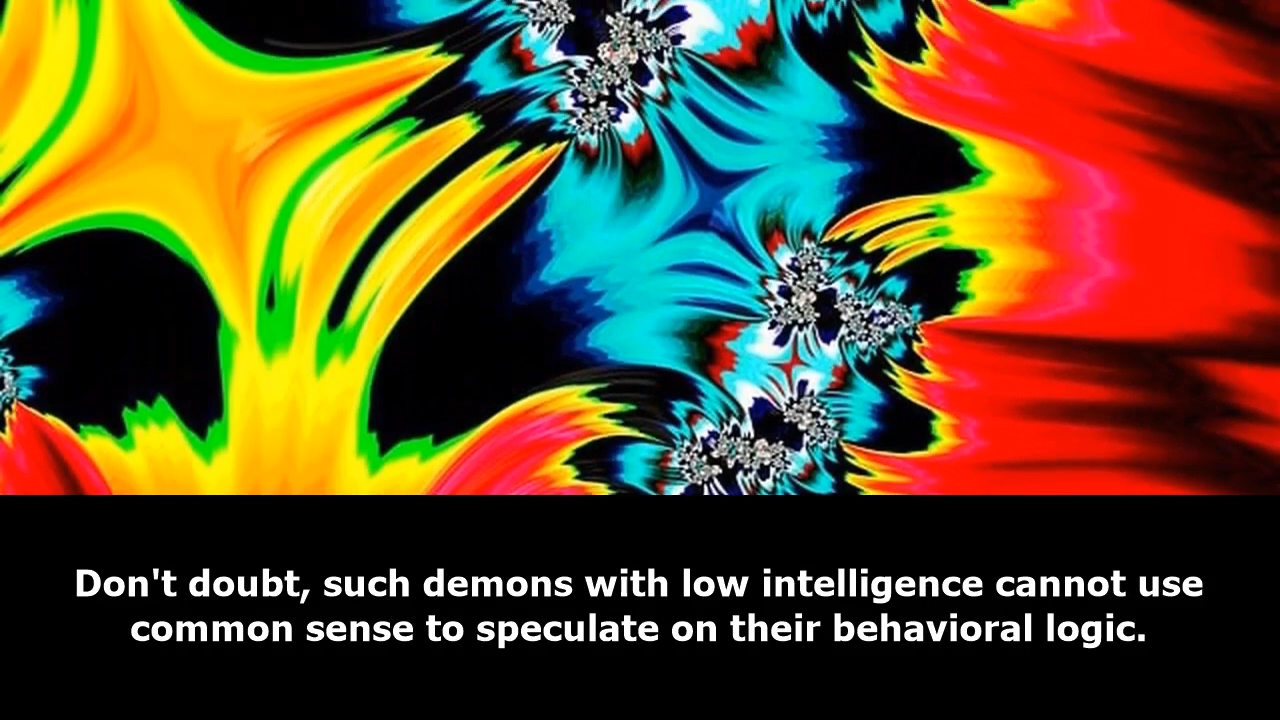 Don't doubt, such demons with low intelligence cannot use
common sense to speculate on their behavioral logic.